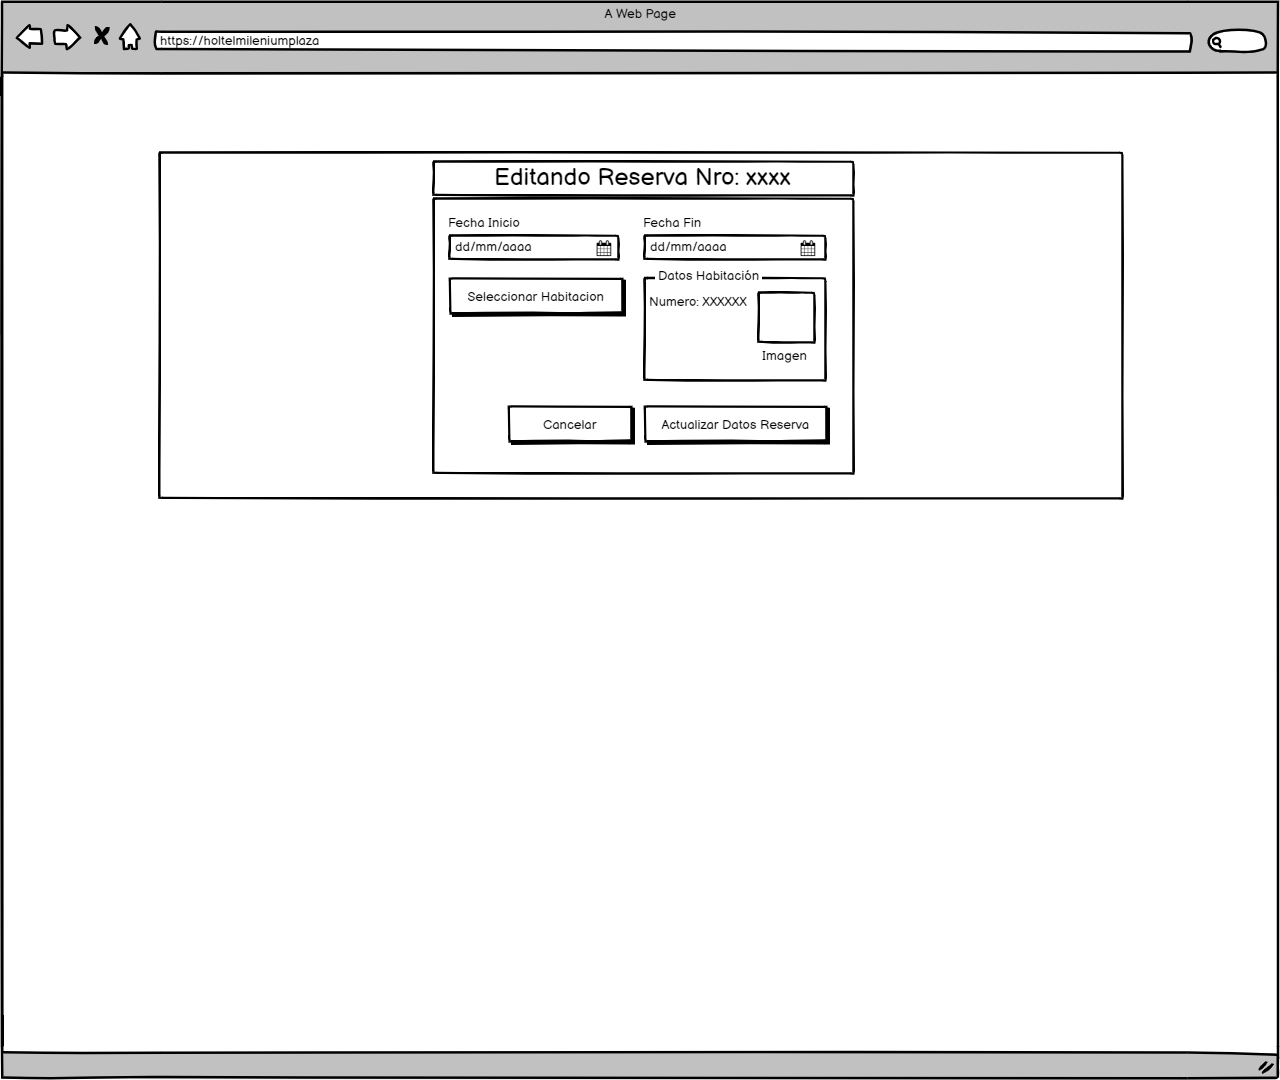 A Web Page
https://holtelmileniumplaza
Editando Reserva Nro: xxxx
Fecha Inicio
Fecha Fin
dd/mm/aaaa
dd/mm/aaaa
Seleccionar Habitacion
Datos Habitación
Numero: XXXXXX
Imagen
Cancelar
Actualizar Datos Reserva